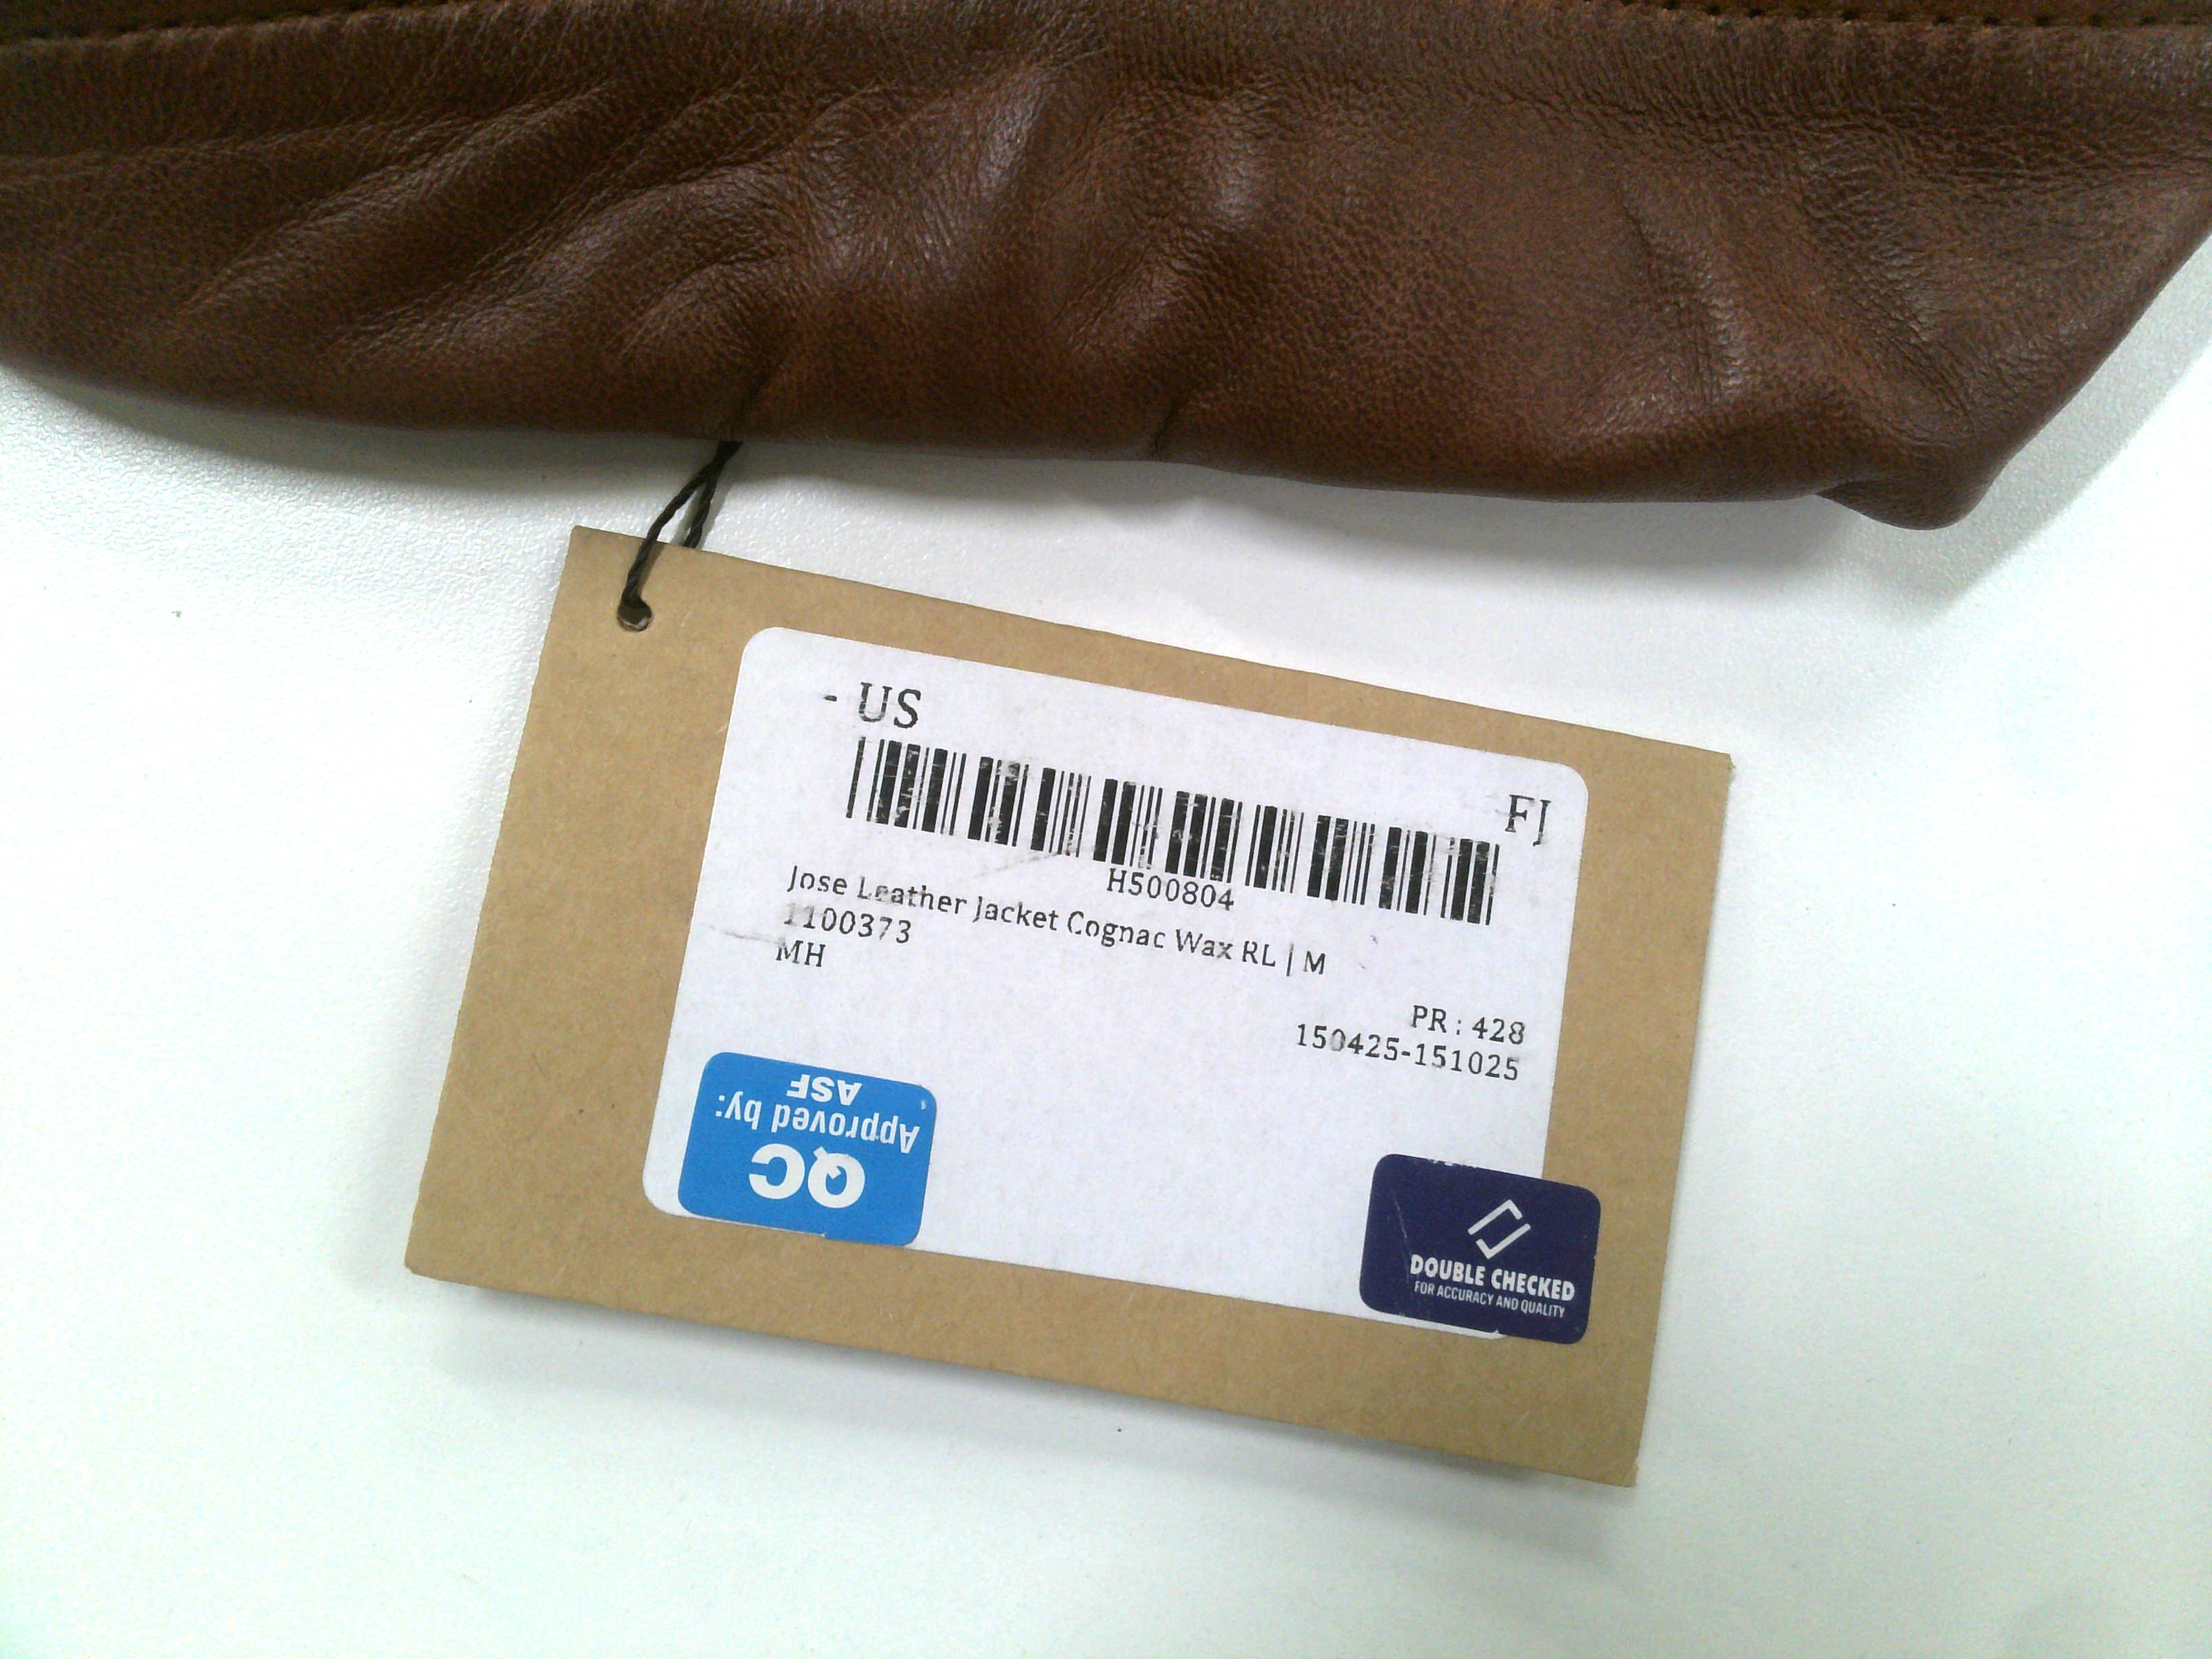 - US
FJ
H500804
Jose Leather Jacket Cognac Wax RL | M
1100373
MH
PR : 428
150425-151025
QC
Approved by:
ASF
DOUBLE CHECKED
FOR ACCURACY AND QUALITY